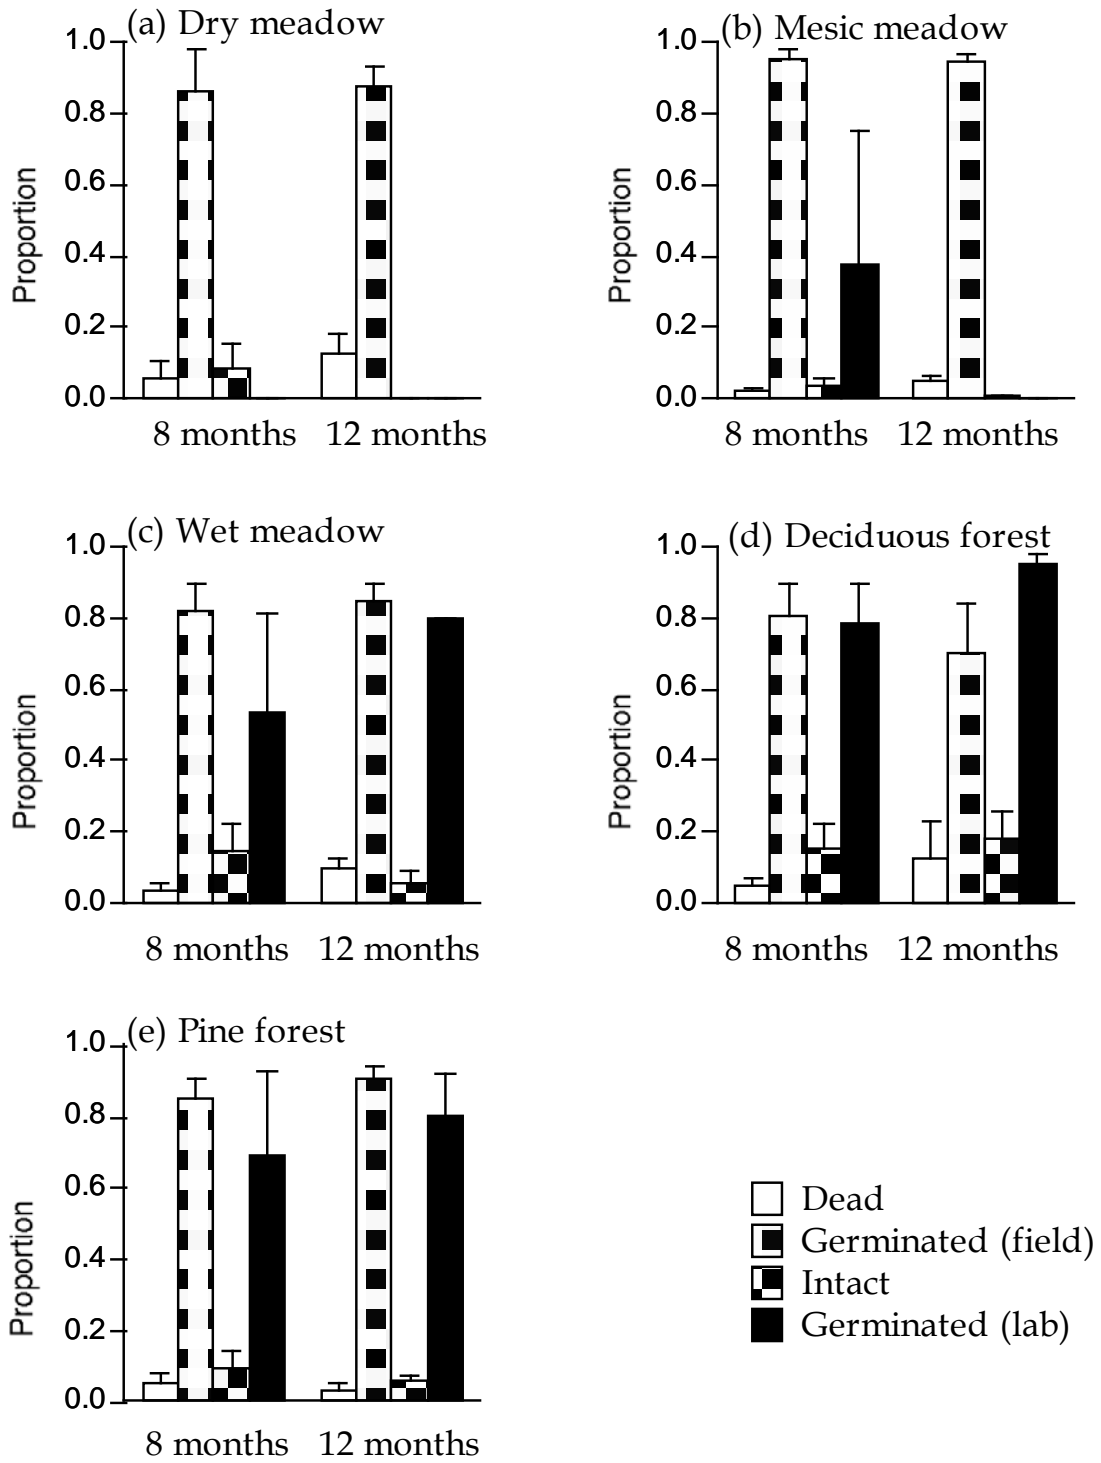 (a) Dry meadow
1.0
0.8
0.6
0.4
0.2
0.0
Proportion
8 months 12 months
(b) Mesic meadow
1.0
0.8
0.6
0.4
0.2
0.0
Proportion
8 months 12 months
(c) Wet meadow
1.0
0.8
0.6
0.4
0.2
0.0
Proportion
8 months 12 months
(d) Deciduous forest
1.0
0.8
0.6
0.4
0.2
0.0
Proportion
8 months 12 months
(e) Pine forest
1.0
0.8
0.6
0.4
0.2
0.0
Proportion
8 months 12 months
Dead
Germinated (field)
Intact
Germinated (lab)